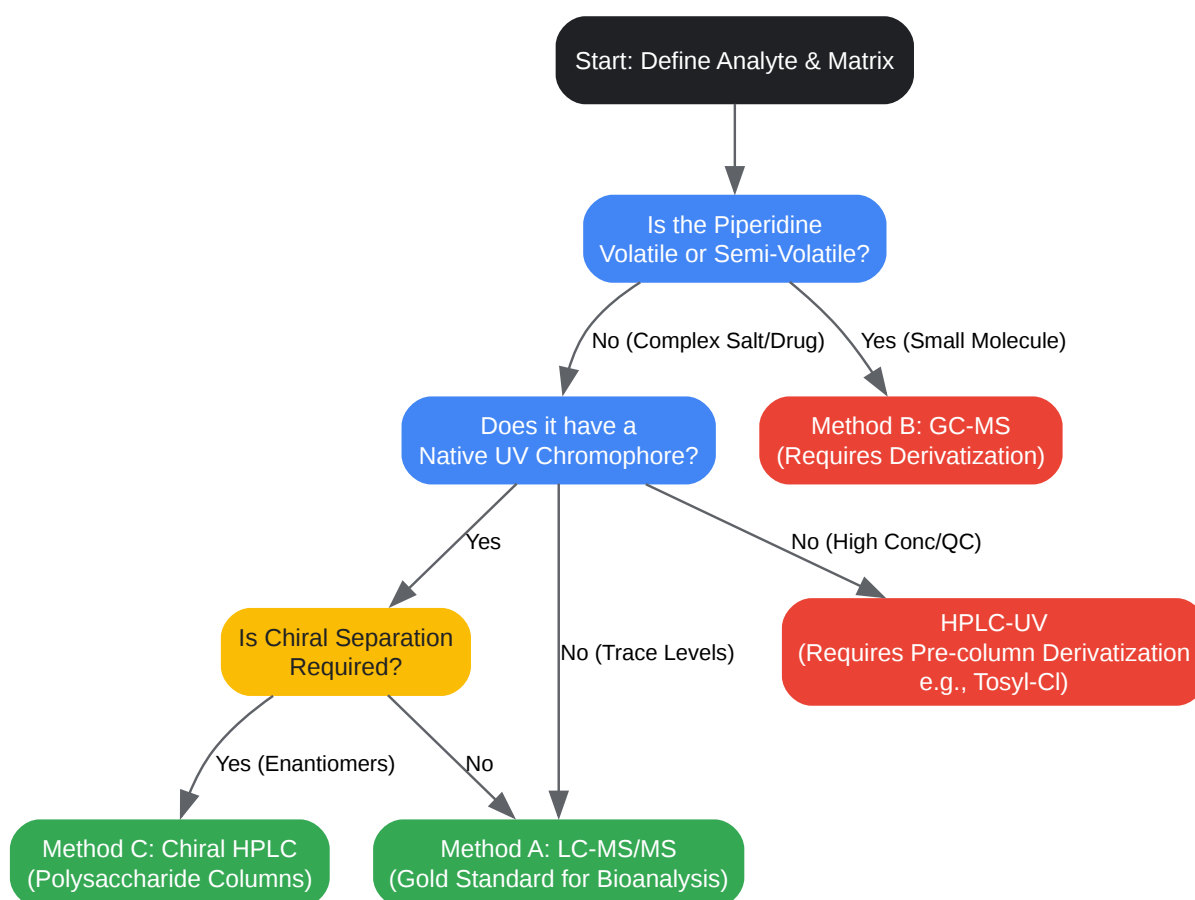 Start: Define Analyte & Matrix
Is the Piperidine
Volatile or Semi-Volatile?
No (Complex Salt/Drug)
Yes (Small Molecule)
Does it have a
Native UV Chromophore?
Method B: GC-MS
(Requires Derivatization)
Yes
No (High Conc/QC)
Is Chiral Separation
Required?
No (Trace Levels)
HPLC-UV
(Requires Pre-column Derivatization
e.g., Tosyl-Cl)
Yes (Enantiomers)
No
Method C: Chiral HPLC
(Polysaccharide Columns)
Method A: LC-MS/MS
(Gold Standard for Bioanalysis)